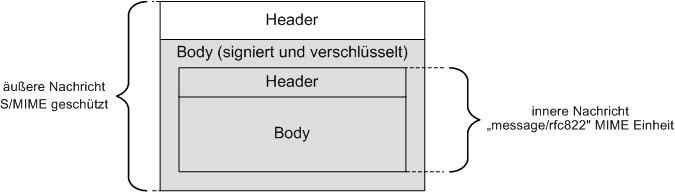 Header
Body (signiert und verschlüsselt)
Header
Body
äußere Nachricht
S/MIME geschützt
innere Nachricht
„message/rfc822" MIME Einheit